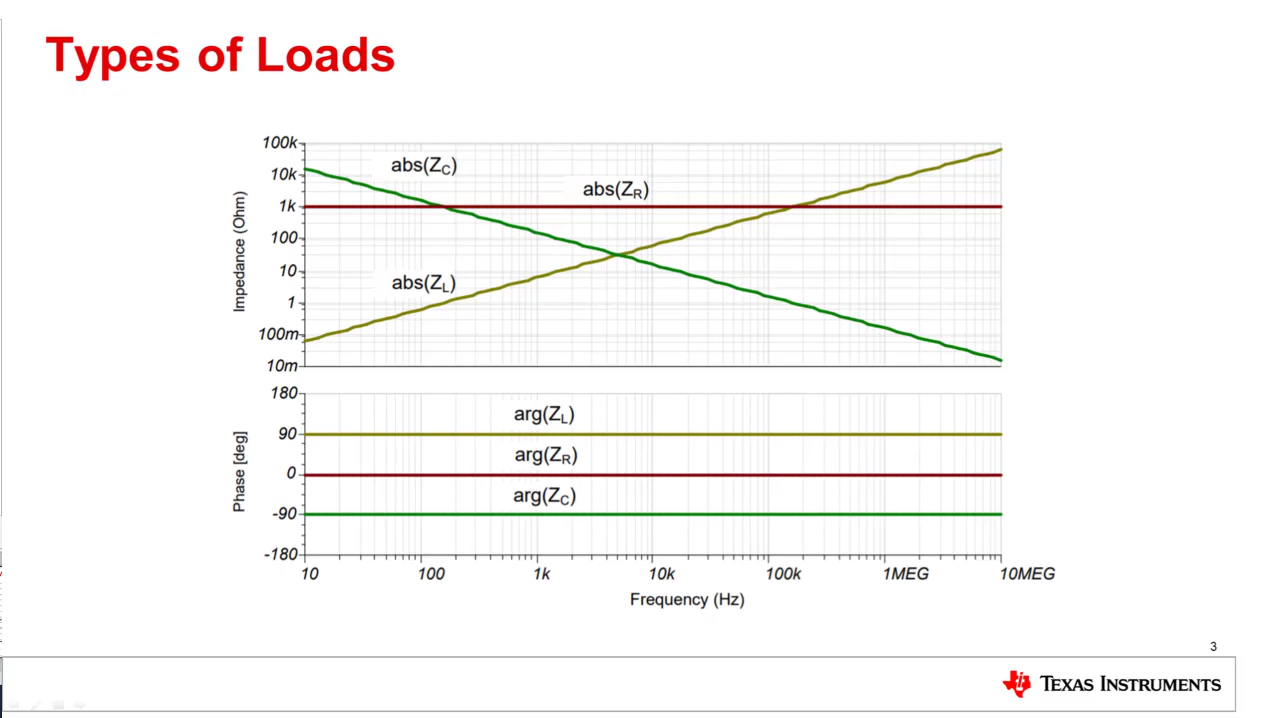 Types of Loads
100k
10k
1k
100
10
1
100m
10m
Impedance (Ohm)
abs(ZC)
abs(ZR)
abs(ZL)
180
90
0
-90
-180
Phase [deg]
arg(ZL)
arg(ZR)
arg(ZC)
10 100 1k 10k 100k 1MEG 10MEG
Frequency (Hz)
3
TEXAS INSTRUMENTS